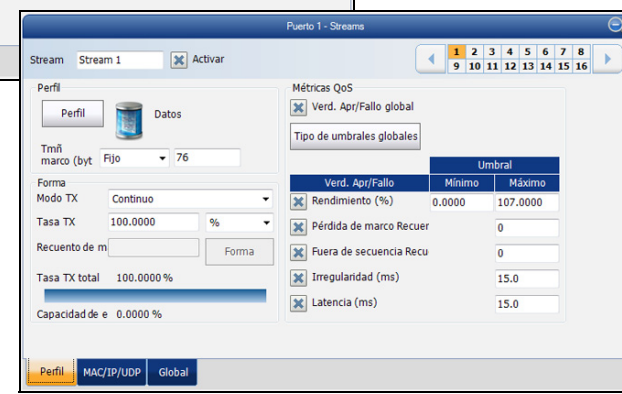 Puerto 1 - Streams
Stream Stream 1 Activar
1 2 3 4 5 6 7 8
9 10 11 12 13 14 15 16
Perfil
Perfil Datos
Tmñ
marco (byt Fijo 76
Forma
Modo TX Continuo
Tasa TX 100.0000 %
Recuento de m Forma
Tasa TX total 100.0000 %
Capacidad de e 0.0000 %
Métricas QoS
Verd. Apr/Fallo global
Tipo de umbrales globales
Umbral
Verd. Apr/Fallo Mínimo Máximo
Rendimiento (%) 0.0000 107.0000
Pérdida de marco Recuer 0
Fuera de secuencia Recu 0
Irregularidad (ms) 15.0
Latencia (ms) 15.0
Perfil MAC/IP/UDP Global